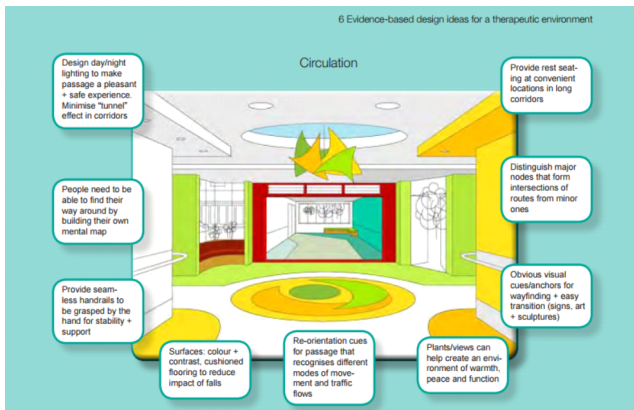 6 Evidence-based design ideas for a therapeutic environment
Circulation
Design day/night
lighting to make
passage a pleasant
+ safe experience.
Minimise "tunnel"
effect in corridors
Provide rest seat-
ing at convenient
locations in long
corridors
People need to be
able to find their
way around by
building their own
mental map
Distinguish major
nodes that form
intersections of
routes from minor
ones
Provide seam-
less handrails to
be grasped by the
hand for stability +
support
Obvious visual
cues/anchors for
wayfinding + easy
transition (signs, art
+ sculptures)
Surfaces: colour +
contrast, cushioned
flooring to reduce
impact of falls
Re-orientation cues
for passage that
recognises different
modes of move-
ment and traffic
flows
Plants/views can
help create an envi-
ronment of warmth,
peace and function